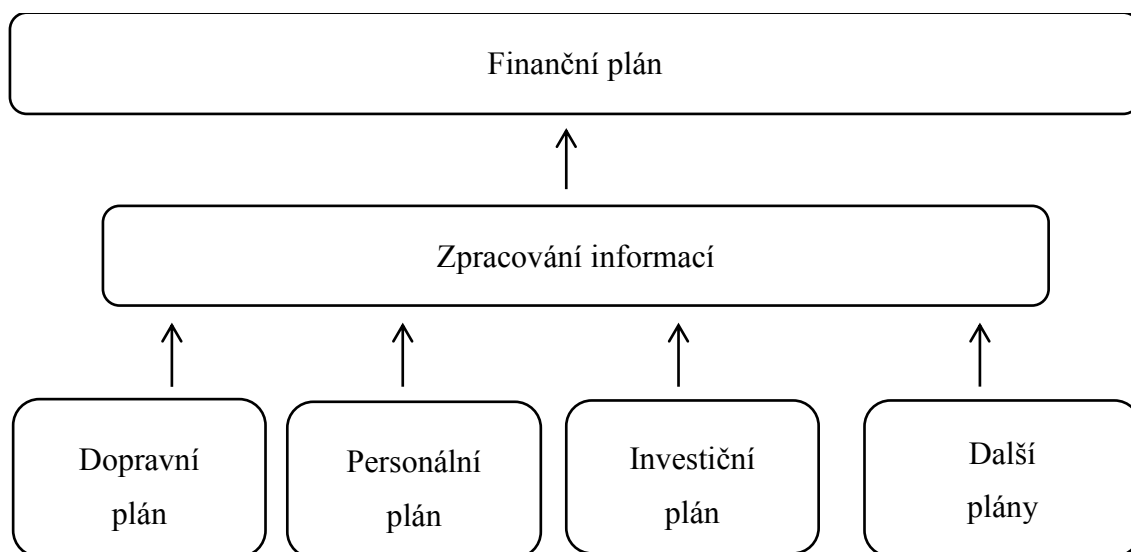 Finanční plán
Zpracování informací
Dopravní
plán
Personální
plán
Investiční
plán
Další
plány